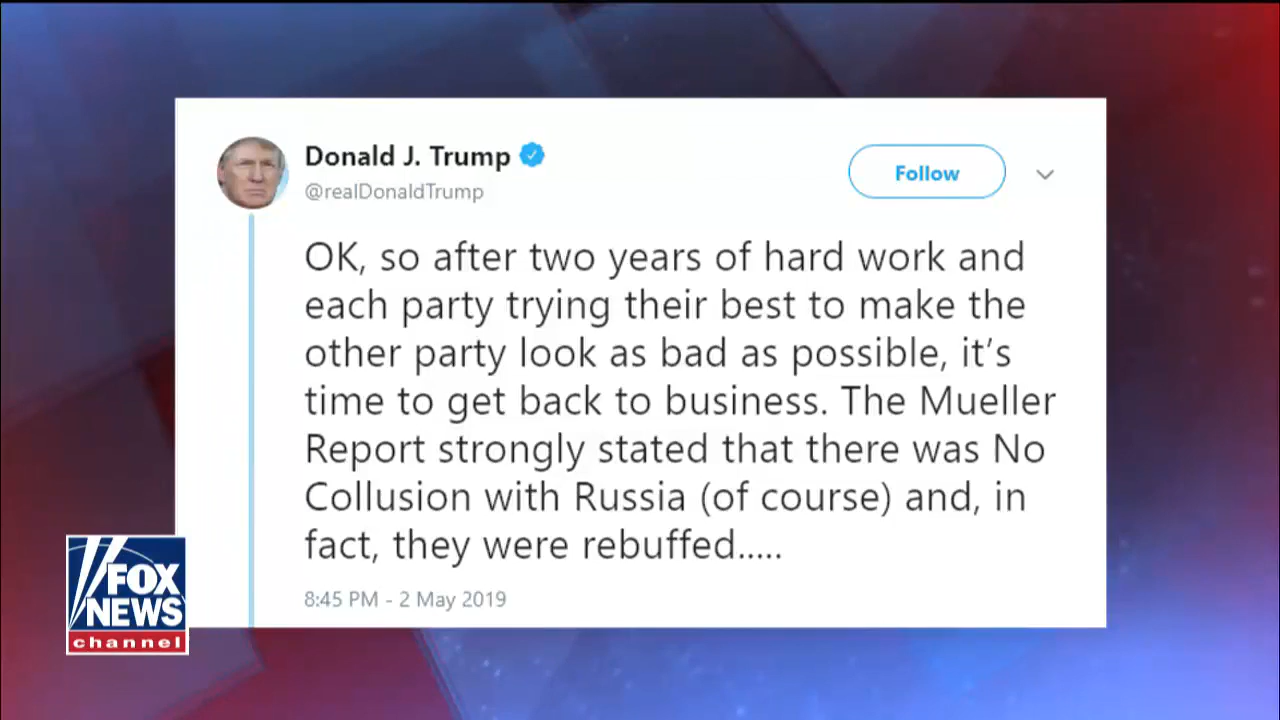 Donald J. Trump
@realDonaldTrump
Follow
OK, so after two years of hard work and
each party trying their best to make the
other party look as bad as possible, it’s
time to get back to business. The Mueller
Report strongly stated that there was No
Collusion with Russia (of course) and, in
fact, they were rebuffed.....
8:45 PM - 2 May 2019
FOX
NEWS
channel